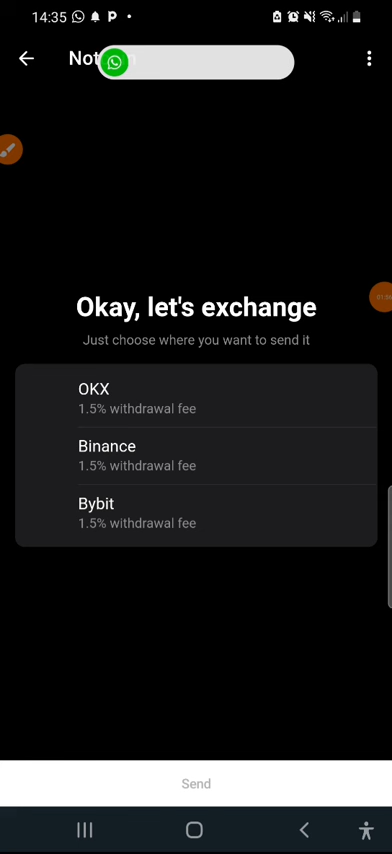 14:35
Not
Okay, let's exchange
Just choose where you want to send it
OKX
1.5% withdrawal fee
Binance
1.5% withdrawal fee
Bybit
1.5% withdrawal fee
Send